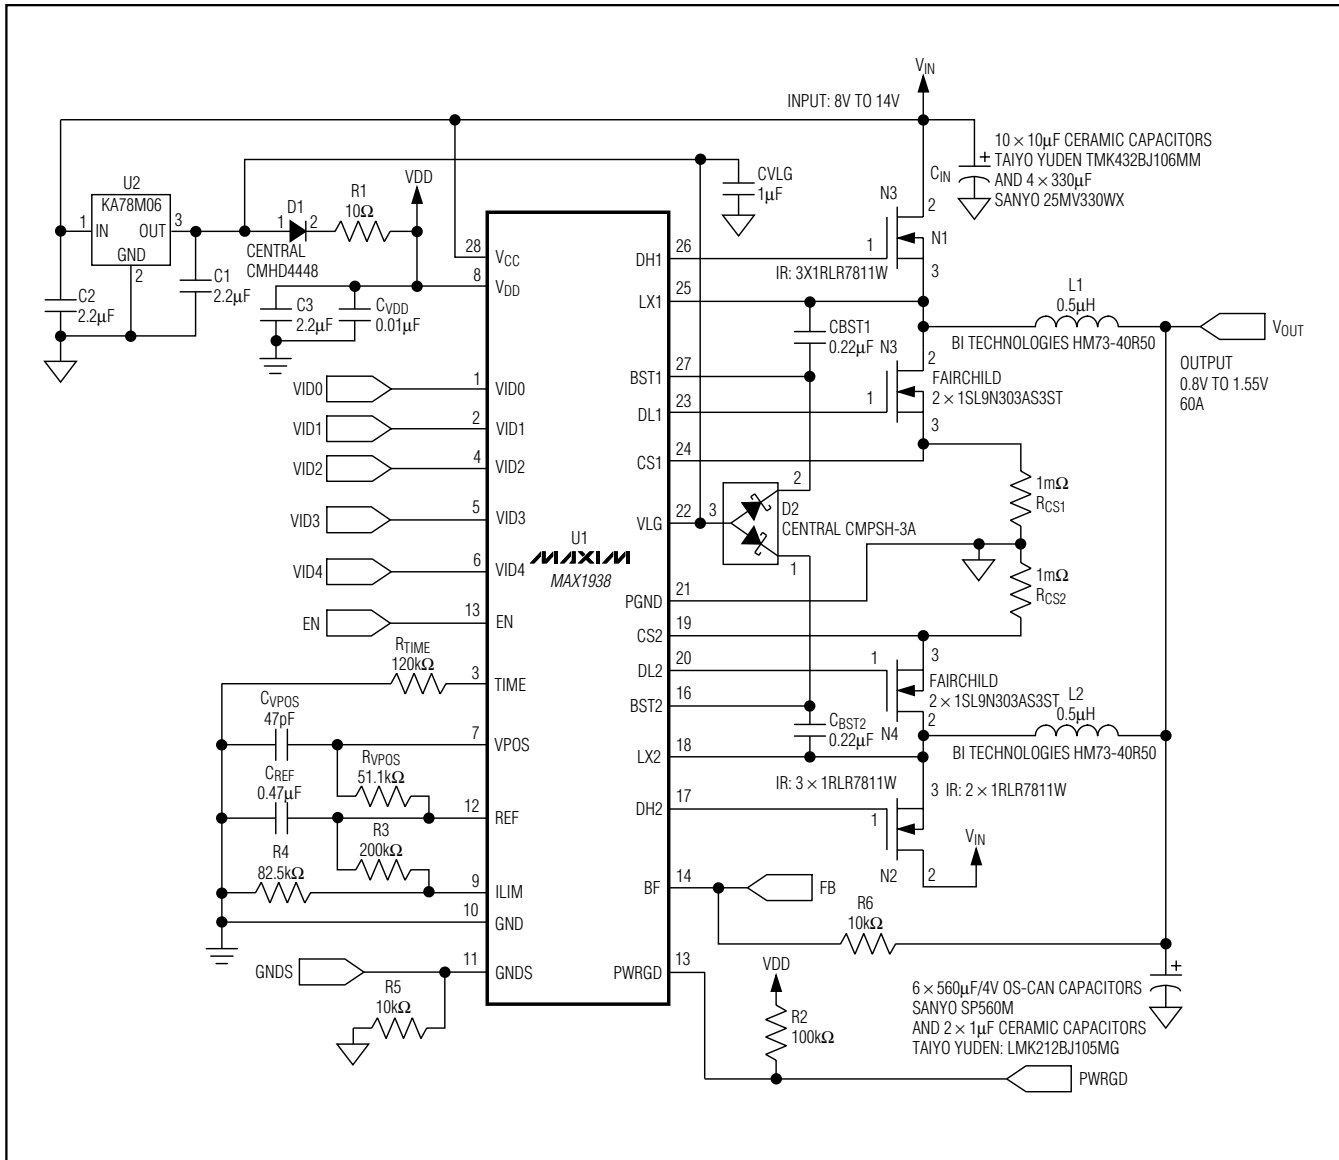 VIN
INPUT: 8V TO 14V
10 × 10µF CERAMIC CAPACITORS
TAIYO YUDEN TMK432BJ106MM
AND 4 × 330µF
SANYO 25MV330WX
CIN
+
U2
KA78M06
1
IN
OUT
3
GND
2
D1
1
2
CENTRAL
CMHD4448
R1
10Ω
VDD
CVLG
1µF
C2
2.2µF
C1
2.2µF
C3
2.2µF
CVDD
0.01µF
28
VCC
8
VDD
N3
2
N1
1
3
26
DH1
IR: 3X1RLR7811W
25
LX1
CBST1
0.22µF
L1
0.5µH
BI TECHNOLOGIES HM73-40R50
VOUT
OUTPUT
0.8V TO 1.55V
60A
N3
2
FAIRCHILD
2 × 1SL9N303AS3ST
1
3
27
BST1
23
DL1
24
CS1
VID0
1
VID0
VID1
2
VID1
VID2
4
VID2
VID3
5
VID3
VID4
6
VID4
EN
13
EN
U1
MAXIM
MAX1938
22
VLG
3
2
D2
CENTRAL CMPSH-3A
1
1mΩ
RCS1
1mΩ
RCS2
21
PGND
19
CS2
20
DL2
16
BST2
18
LX2
17
DH2
14
BF
13
PWRGD
1
3
FAIRCHILD
2 × 1SL9N303AS3ST
2
N4
L2
0.5µH
BI TECHNOLOGIES HM73-40R50
CBST2
0.22µF
IR: 3 × 1RLR7811W
3
IR: 2 × 1RLR7811W
1
VIN
N2
2
RTIME
120kΩ
3
TIME
CVPOS
47pF
7
VPOS
RVPOS
51.1kΩ
CREF
0.47µF
12
REF
R3
200kΩ
R4
82.5kΩ
9
ILIM
10
GND
GNDS
11
GNDS
R5
10kΩ
FB
R6
10kΩ
VDD
R2
100kΩ
+
6 × 560µF/4V OS-CAN CAPACITORS
SANYO SP560M
AND 2 × 1µF CERAMIC CAPACITORS
TAIYO YUDEN: LMK212BJ105MG
PWRGD